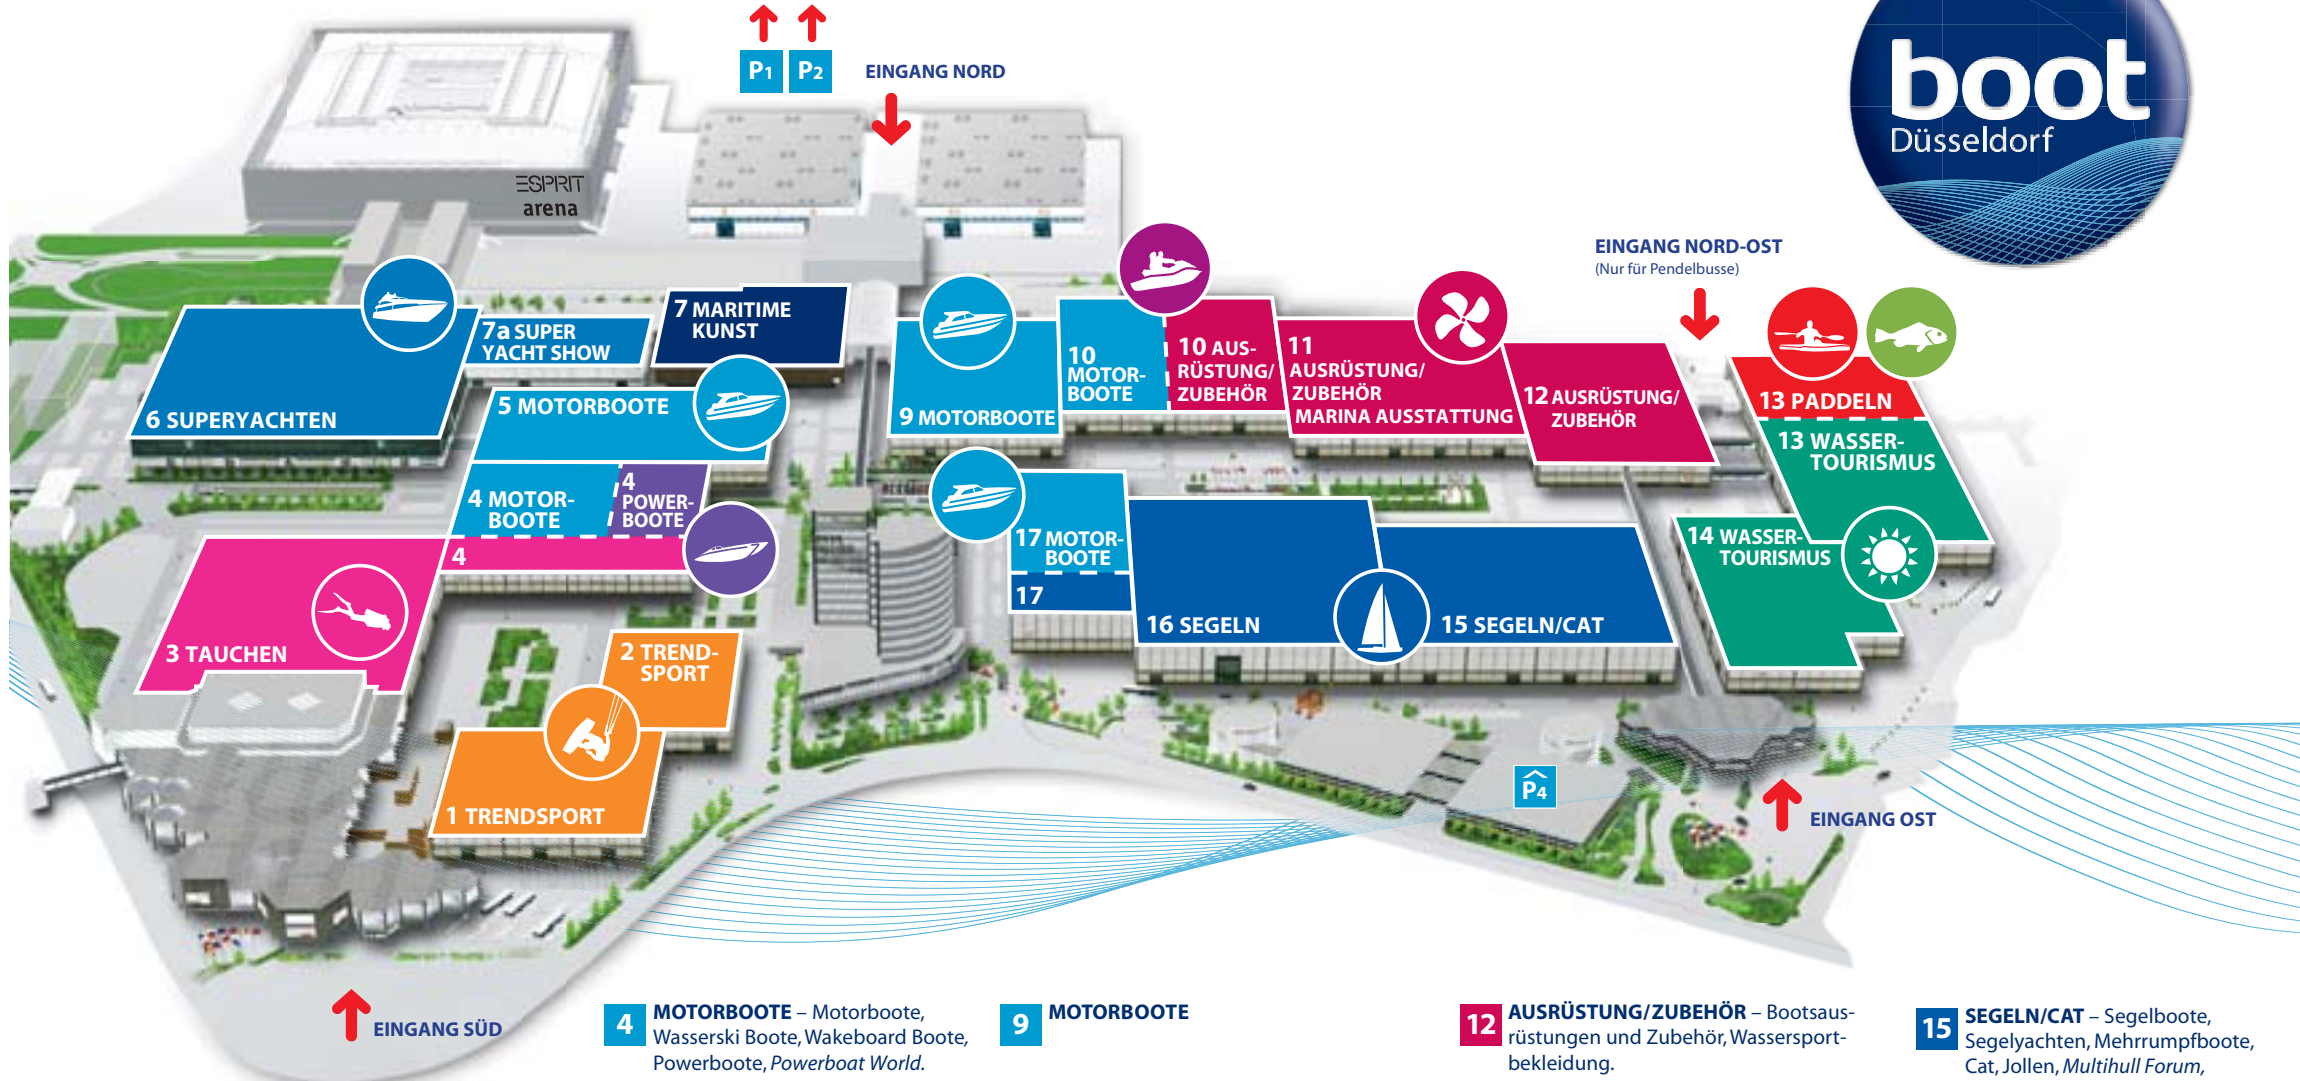 P1 P2
EINGANG NORD
boot
Düsseldorf
ESPRIT
arena
EINGANG NORD-OST
(Nur für Pendelbusse)
7 MARITIME
KUNST
7a SUPER
YACHT SHOW
6 SUPERYACHTEN
5 MOTORBOOTE
9 MOTORBOOTE
10
MOTOR-
BOOTE
10 AUS-
RÜSTUNG/
ZUBEHÖR
11
AUSRÜSTUNG/
ZUBEHÖR
MARINA AUSSTATTUNG
12 AUSRÜSTUNG/
ZUBEHÖR
13 PADDELN
13 WASSER-
TOURISMUS
4 MOTOR-
BOOTE
4
POWER-
BOOTE
4
17 MOTOR-
BOOTE
17
14 WASSER-
TOURISMUS
16 SEGELN
15 SEGELN/CAT
3 TAUCHEN
2 TREND-
SPORT
1 TRENDSPORT
P4
EINGANG OST
EINGANG SÜD
4 MOTORBOOTE – Motorboote,
Wasserski Boote, Wakeboard Boote,
Powerboote, Powerboat World.
9 MOTORBOOTE
12 AUSRÜSTUNG/ZUBEHÖR – Bootsaus-
rüstungen und Zubehör, Wassersport-
bekleidung.
15 SEGELN/CAT – Segelboote,
Segelyachten, Mehrrumpfboote,
Cat, Jollen, Multihull Forum,